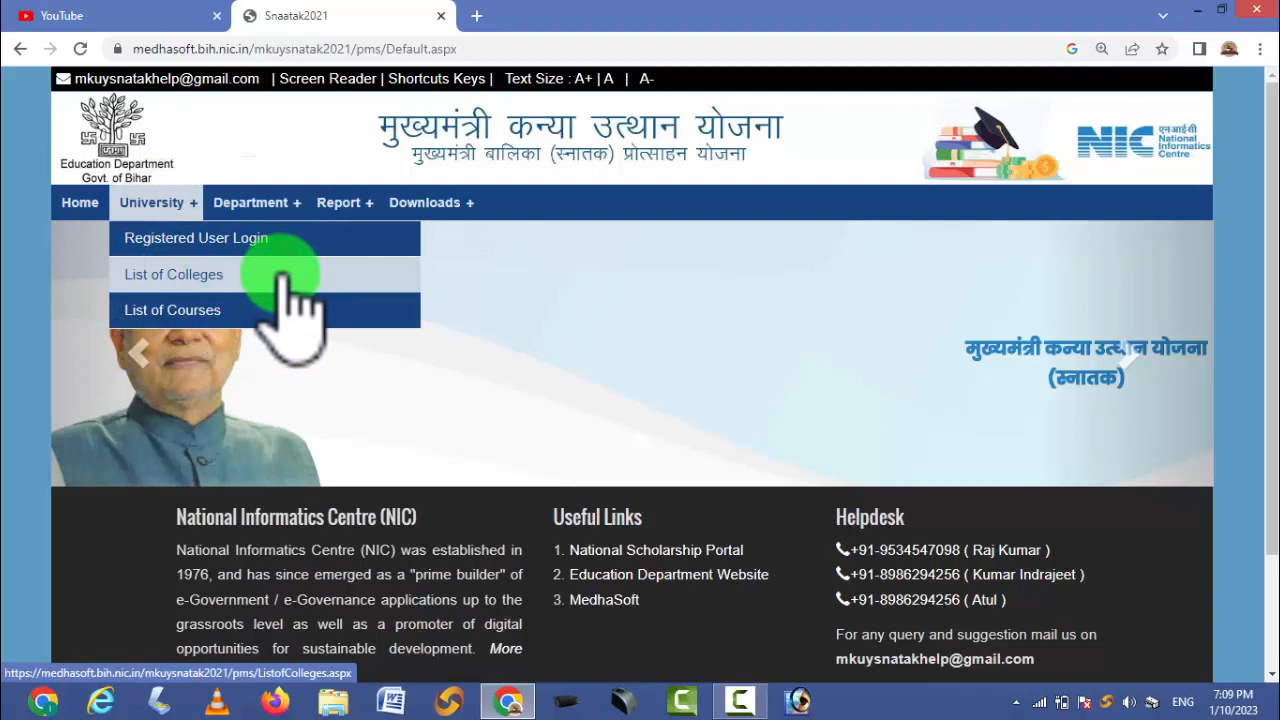 YouTube
Snaatak2021
medhasoft.bih.nic.in/mkuysnatak2021/pms/Default.aspx
mkuysnatakhelp@gmail.com | Screen Reader | Shortcuts Keys | Text Size : A+ | A | A-
मुख्यमंत्री कन्या उत्थान योजना
मुख्यमंत्री बालिका (स्नातक) प्रोत्साहन योजना
Education Department
Govt. of Bihar
NIC
एन आई सी
National
Informatics
Centre
Home University + Department + Report + Downloads +
Registered User Login
List of Colleges
List of Courses
मुख्यमंत्री कन्या उत्थान योजना
(स्नातक)
National Informatics Centre (NIC)
National Informatics Centre (NIC) was established in
1976, and has since emerged as a "prime builder" of
e-Government / e-Governance applications up to the
grassroots level as well as a promoter of digital
opportunities for sustainable development. More
Useful Links
1. National Scholarship Portal
2. Education Department Website
3. MedhaSoft
Helpdesk
+91-9534547098 ( Raj Kumar )
+91-8986294256 ( Kumar Indrajeet )
+91-8986294256 ( Atul )
For any query and suggestion mail us on
mkuysnatakhelp@gmail.com
https://medhasoft.bih.nic.in/mkuysnatak2021/pms/ListofColleges.aspx
ENG
7:09 PM
1/10/2023